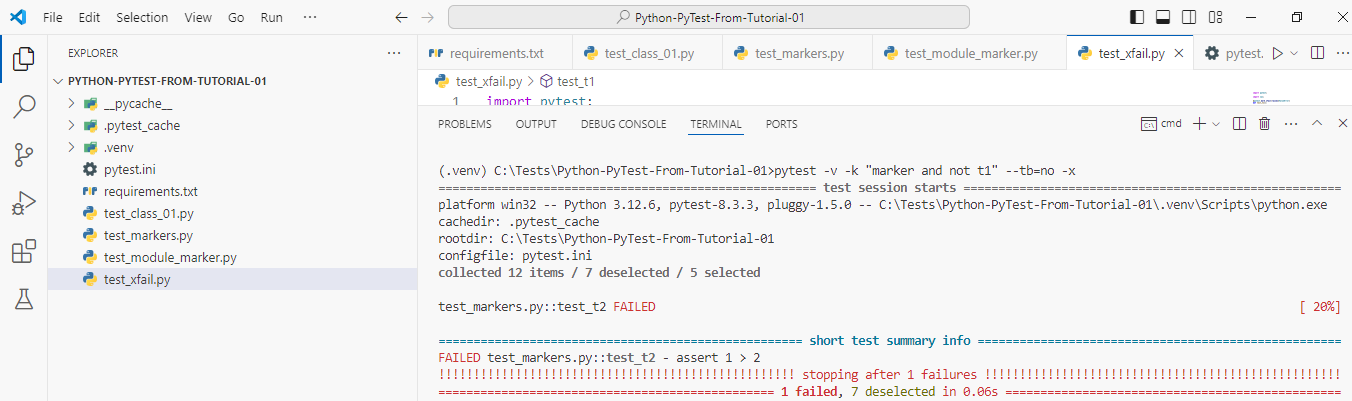 File Edit Selection View Go Run ··· Python-PyTest-From-Tutorial-01
EXPLORER ···
PYTHON-PYTEST-FROM-TUTORIAL-01
__pycache__
.pytest_cache
.venv
pytest.ini
requirements.txt
test_class_01.py
test_markers.py
test_module_marker.py
test_xfail.py
requirements.txt test_class_01.py test_markers.py test_module_marker.py test_xfail.py pytest. ···
test_xfail.py > test_t1
1 import pytest;
PROBLEMS OUTPUT DEBUG CONSOLE TERMINAL PORTS cmd ···
(.venv) C:\Tests\Python-PyTest-From-Tutorial-01>pytest -v -k "marker and not t1" --tb=no -x
====================================================== test session starts ======================================================
platform win32 -- Python 3.12.6, pytest-8.3.3, pluggy-1.5.0 -- C:\Tests\Python-PyTest-From-Tutorial-01\.venv\Scripts\python.exe
cachedir: .pytest_cache
rootdir: C:\Tests\Python-PyTest-From-Tutorial-01
configfile: pytest.ini
collected 12 items / 7 deselected / 5 selected
test_markers.py::test_t2 FAILED [ 20%]
==================================================== short test summary info ====================================================
FAILED test_markers.py::test_t2 - assert 1 > 2
!!!!!!!!!!!!!!!!!!!!!!!!!!!!!!!!!!!!!!!!!!!!!!!!!!! stopping after 1 failures !!!!!!!!!!!!!!!!!!!!!!!!!!!!!!!!!!!!!!!!!!!!!!!!!!!
================================================ 1 failed, 7 deselected in 0.06s ================================================